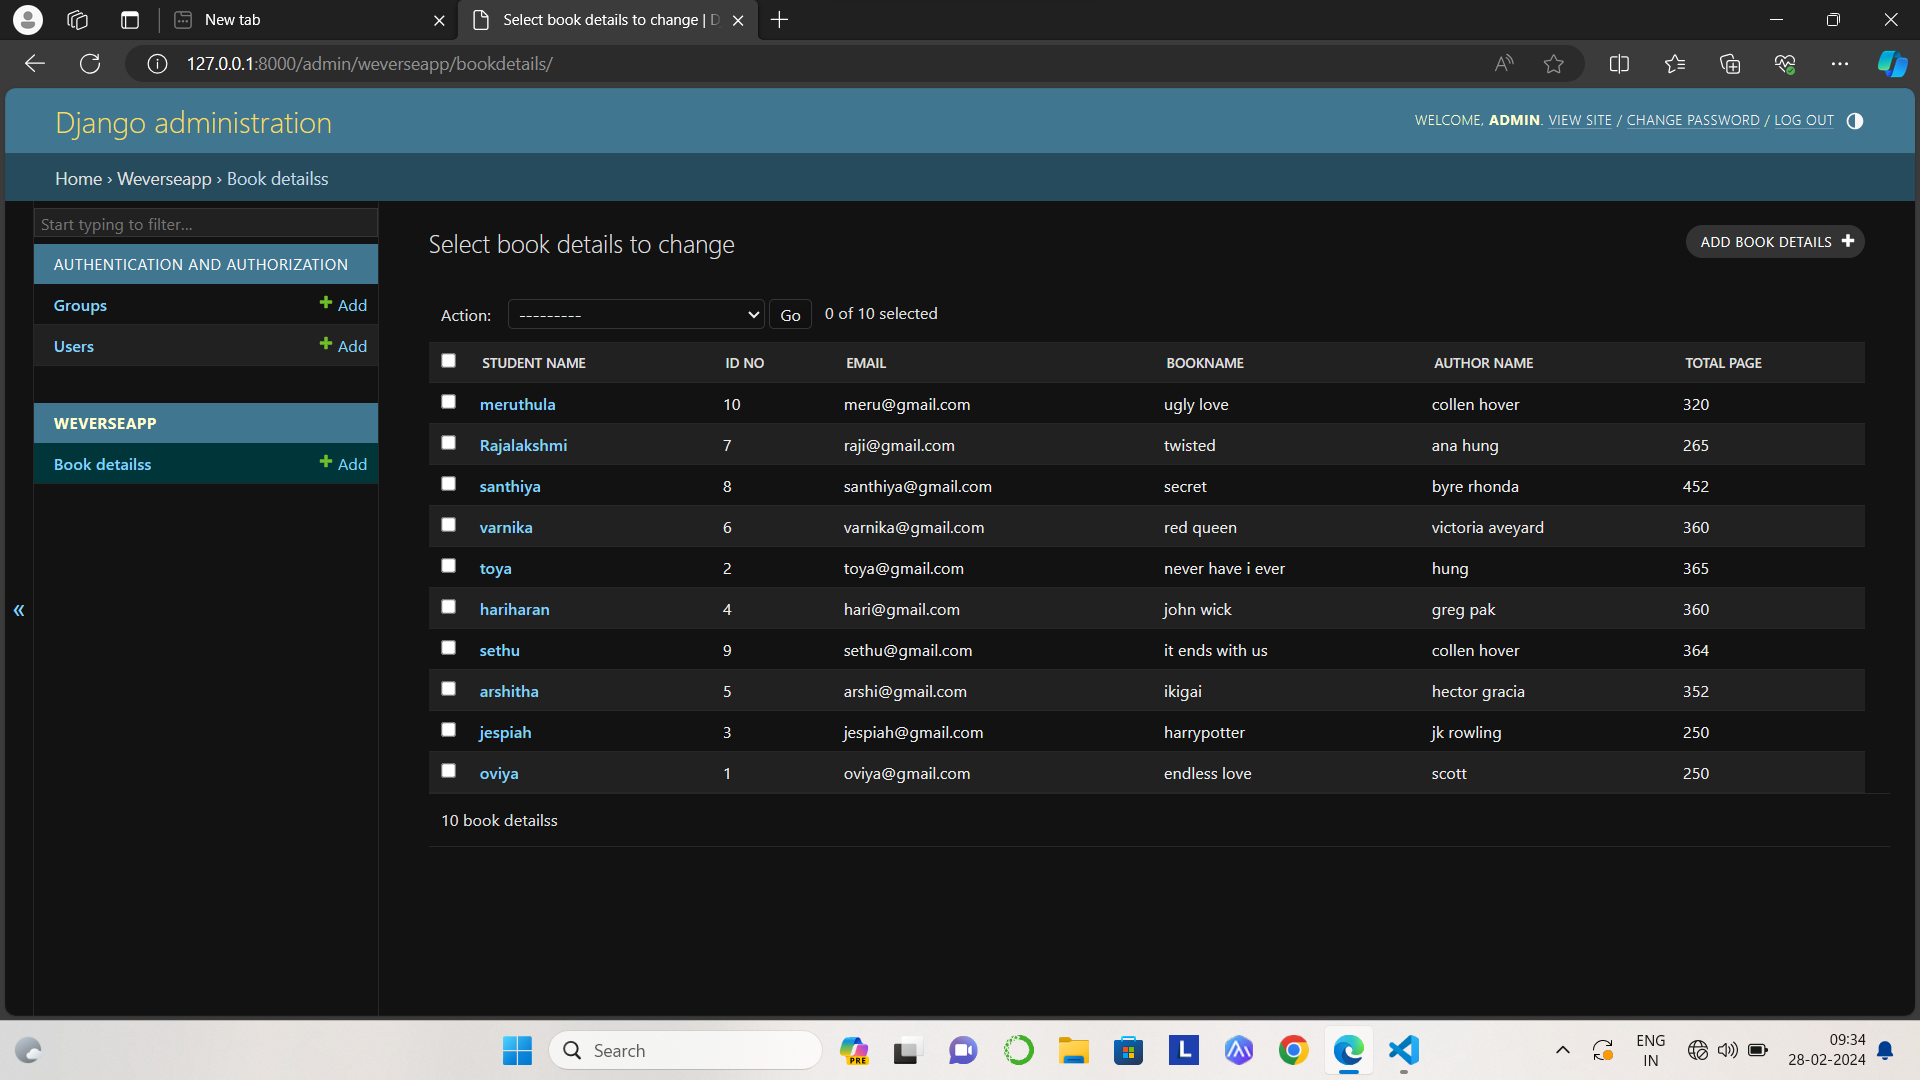 New tab
Select book details to change | D
127.0.0.1:8000/admin/weverseapp/bookdetails/
Django administration
WELCOME, ADMIN. VIEW SITE / CHANGE PASSWORD / LOG OUT
Home › Weverseapp › Book detailss
Start typing to filter...
AUTHENTICATION AND AUTHORIZATION
Groups + Add
Users + Add
WEVERSEAPP
Book detailss + Add
«
Select book details to change
ADD BOOK DETAILS +
Action: --------- Go 0 of 10 selected
STUDENT NAME ID NO EMAIL BOOKNAME AUTHOR NAME TOTAL PAGE
meruthula 10 meru@gmail.com ugly love collen hover 320
Rajalakshmi 7 raji@gmail.com twisted ana hung 265
santhiya 8 santhiya@gmail.com secret byre rhonda 452
varnika 6 varnika@gmail.com red queen victoria aveyard 360
toya 2 toya@gmail.com never have i ever hung 365
hariharan 4 hari@gmail.com john wick greg pak 360
sethu 9 sethu@gmail.com it ends with us collen hover 364
arshitha 5 arshi@gmail.com ikigai hector gracia 352
jespiah 3 jespiah@gmail.com harrypotter jk rowling 250
oviya 1 oviya@gmail.com endless love scott 250
10 book detailss
Search
PRE
L
ENG
IN
09:34
28-02-2024